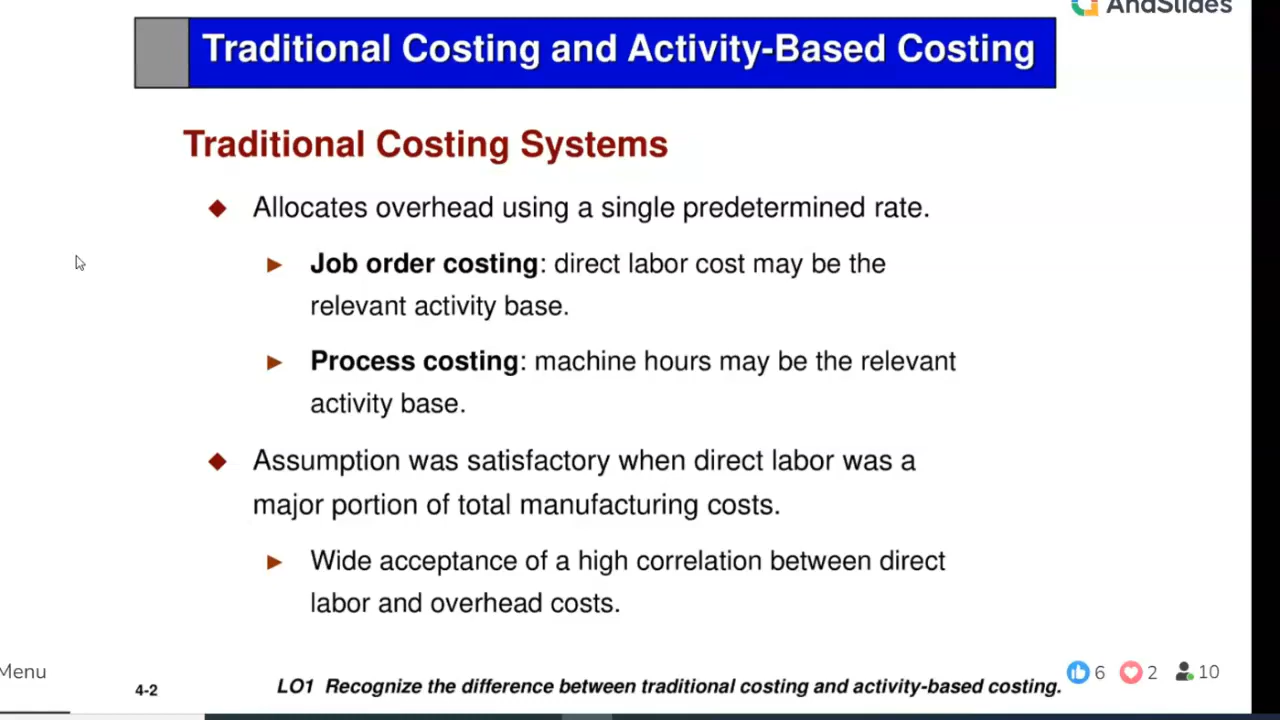 AhaSlides
Traditional Costing and Activity-Based Costing
Traditional Costing Systems
Allocates overhead using a single predetermined rate.
Job order costing: direct labor cost may be the
relevant activity base.
Process costing: machine hours may be the relevant
activity base.
Assumption was satisfactory when direct labor was a
major portion of total manufacturing costs.
Wide acceptance of a high correlation between direct
labor and overhead costs.
Menu
6 2 10
4-2
LO1 Recognize the difference between traditional costing and activity-based costing.